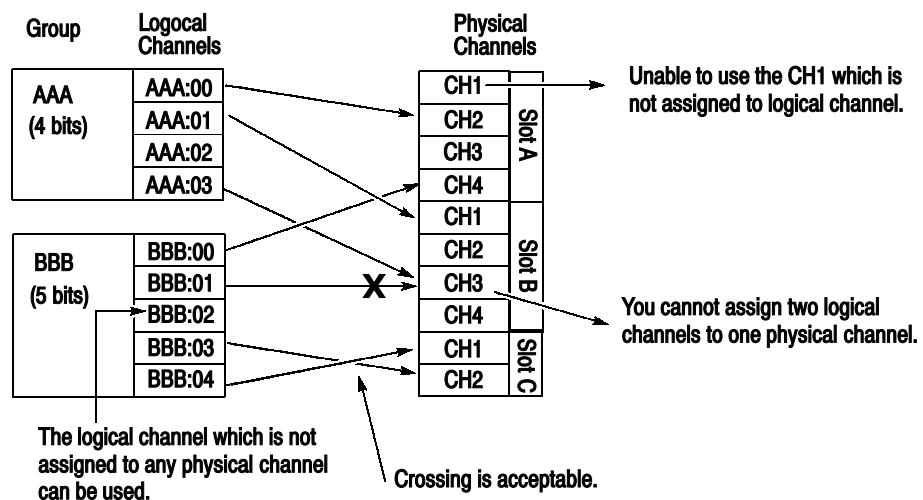 Group
Logocal
Channels
Physical
Channels
AAA
(4 bits)
AAA:00
AAA:01
AAA:02
AAA:03
BBB
(5 bits)
BBB:00
BBB:01
BBB:02
BBB:03
BBB:04
CH1
CH2
CH3
CH4
Slot A
CH1
CH2
CH3
CH4
Slot B
CH1
CH2
Slot C
X
Unable to use the CH1 which is
not assigned to logical channel.
You cannot assign two logical
channels to one physical channel.
The logical channel which is not
assigned to any physical channel
can be used.
Crossing is acceptable.